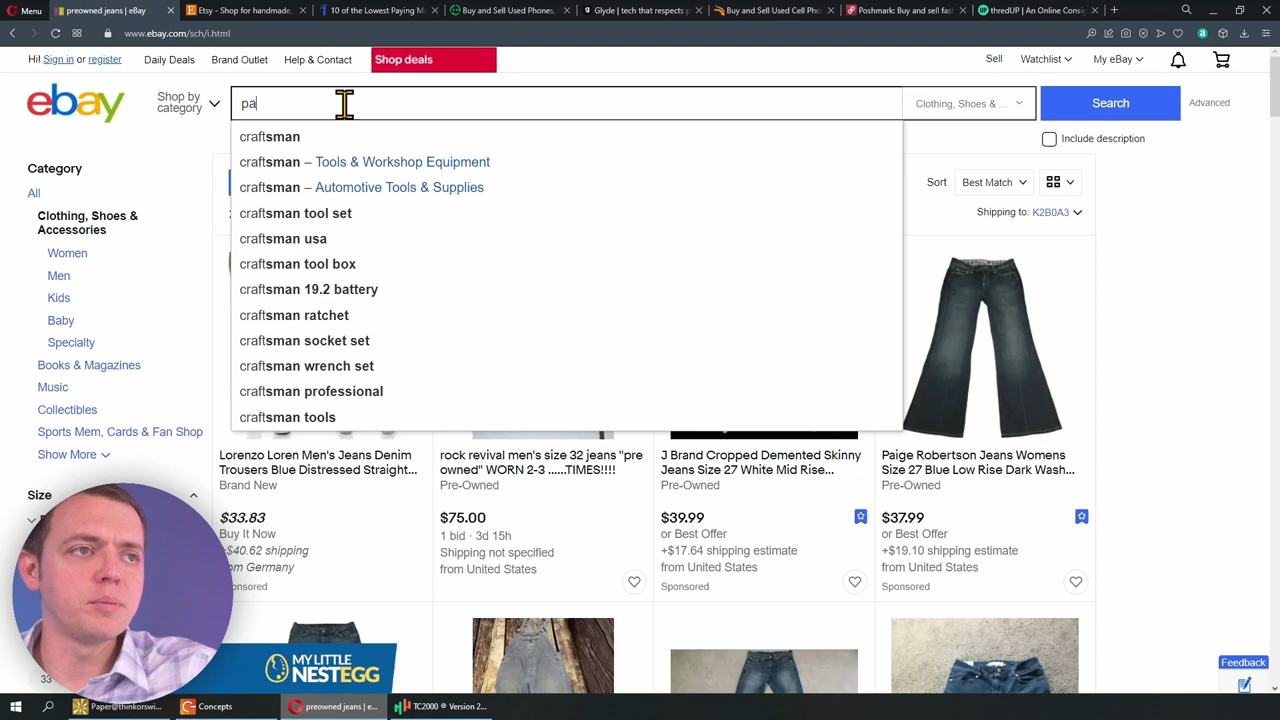 Menu
preowned jeans | eBay
Etsy - Shop for handmade,
10 of the Lowest Paying M
Buy and Sell Used Phones,
Glyde | tech that respects p
Buy and Sell Used Cell Pho
Poshmark: Buy and sell fas
thredUP | An Online Consig
www.ebay.com/sch/i.html
Hi! Sign in or register
Daily Deals
Brand Outlet
Help & Contact
Shop deals
Sell
Watchlist
My eBay
ebay
Shop by
category
pa
Clothing, Shoes & ...
Search
Advanced
Include description
craftsman
craftsman – Tools & Workshop Equipment
craftsman – Automotive Tools & Supplies
craftsman tool set
craftsman usa
craftsman tool box
craftsman 19.2 battery
craftsman ratchet
craftsman socket set
craftsman wrench set
craftsman professional
craftsman tools
Sort
Best Match
Shipping to: K2B0A3
Category
All
Clothing, Shoes &
Accessories
Women
Men
Kids
Baby
Specialty
Books & Magazines
Music
Collectibles
Sports Mem, Cards & Fan Shop
Show More
Size
Lorenzo Loren Men's Jeans Denim
Trousers Blue Distressed Straight...
Brand New
$33.83
Buy It Now
+$40.62 shipping
from Germany
Sponsored
rock revival men's size 32 jeans "pre
owned" WORN 2-3 ......TIMES!!!!
Pre-Owned
$75.00
1 bid · 3d 15h
Shipping not specified
from United States
J Brand Cropped Demented Skinny
Jeans Size 27 White Mid Rise...
Pre-Owned
$39.99
or Best Offer
+$17.64 shipping estimate
from United States
Sponsored
Paige Robertson Jeans Womens
Size 27 Blue Low Rise Dark Wash...
Pre-Owned
$37.99
or Best Offer
+$19.10 shipping estimate
from United States
Sponsored
33
MY LITTLE
NESTEGG
Feedback
Paper@thinkorswi...
Concepts
preowned jeans | e...
TC2000 ® Version 2...